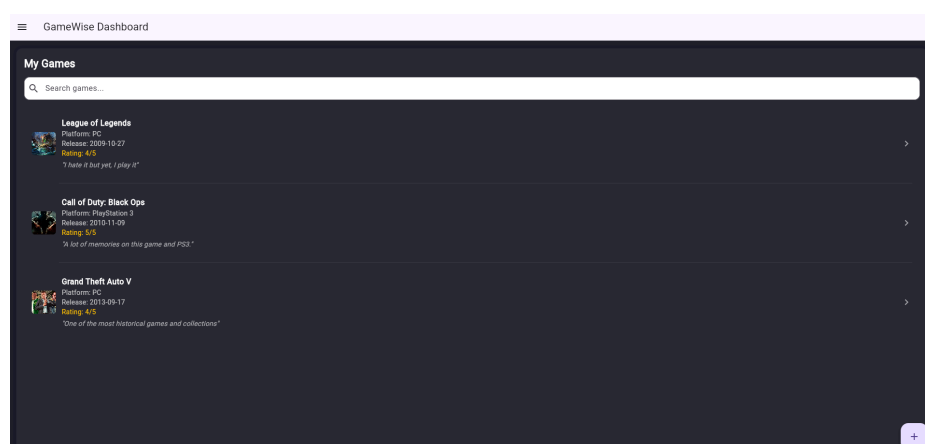 GameWise Dashboard
My Games
Search games...
League of Legends
Platform: PC
Release: 2009-10-27
Rating: 4/5
"I hate it but yet, I play it"
Call of Duty: Black Ops
Platform: PlayStation 3
Release: 2010-11-09
Rating: 5/5
"A lot of memories on this game and PS3."
Grand Theft Auto V
Platform: PC
Release: 2013-09-17
Rating: 4/5
"One of the most historical games and collections"
+